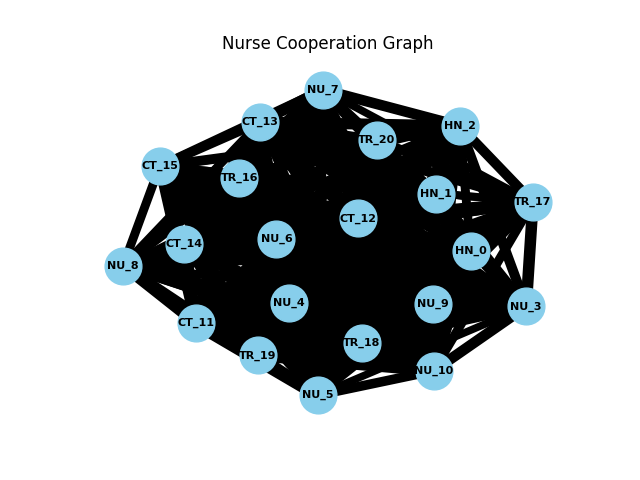 Nurse Cooperation Graph
NU_7
CT_13
HN_2
TR_20
CT_15
TR_16
HN_1
TR_17
CT_12
NU_6
CT_14
HN_0
NU_8
NU_4
NU_9
NU_3
CT_11
TR_18
TR_19
NU_10
NU_5